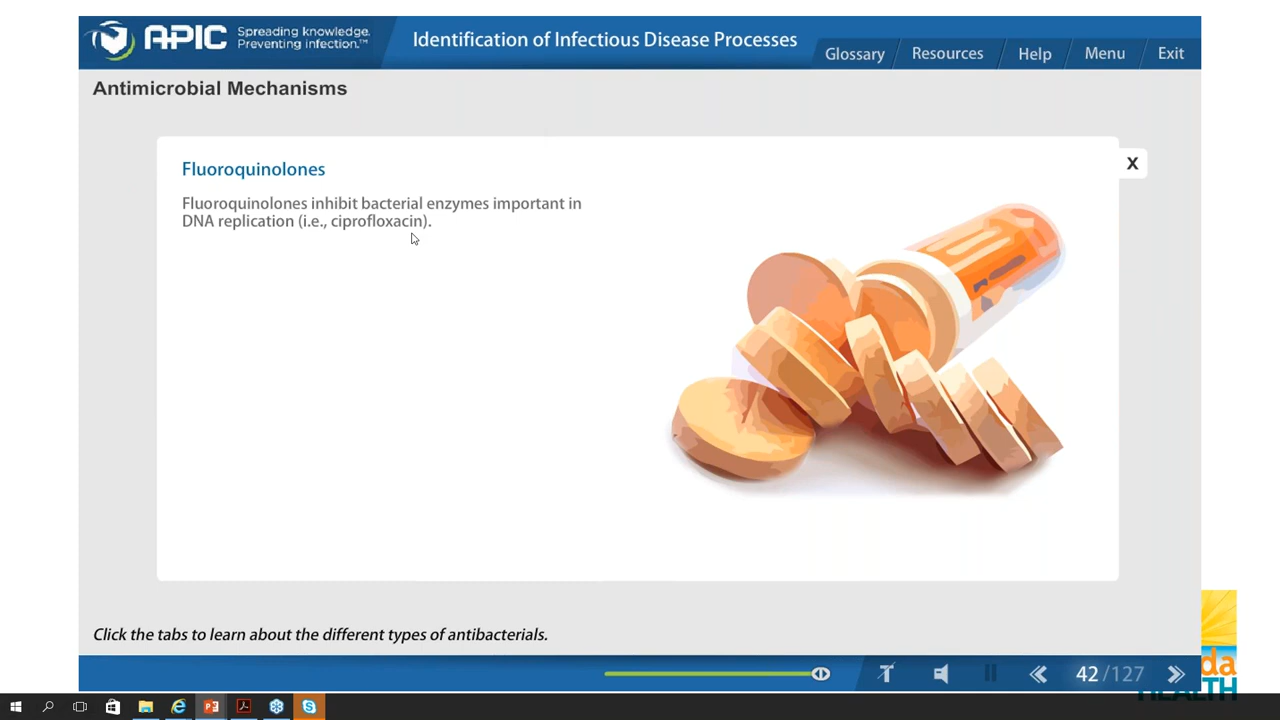 APIC
Spreading knowledge.
Preventing infection.™
Identification of Infectious Disease Processes
Glossary
Resources
Help
Menu
Exit
Antimicrobial Mechanisms
X
Fluoroquinolones
Fluoroquinolones inhibit bacterial enzymes important in
DNA replication (i.e., ciprofloxacin).
Click the tabs to learn about the different types of antibacterials.
42 /127